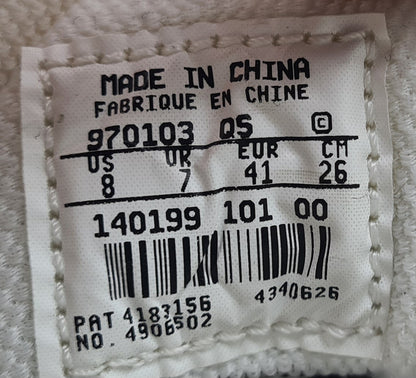 MADE IN CHINA
FABRIQUE EN CHINE
970103 QS C
US UK EUR CM
8 7 41 26
140199 101 00
PAT 4183156 4340626
NO. 4906502